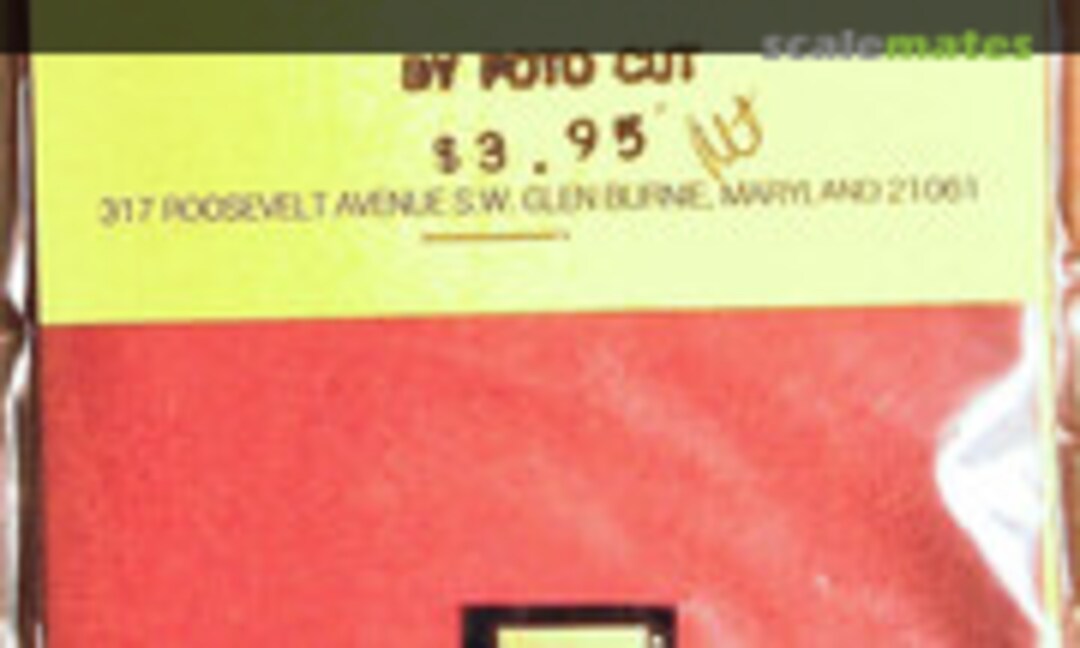 scalemates
BY FOTO CUT
$3.95
317 ROOSEVELT AVENUE S.W. GLEN BURNIE, MARYLAND 21061